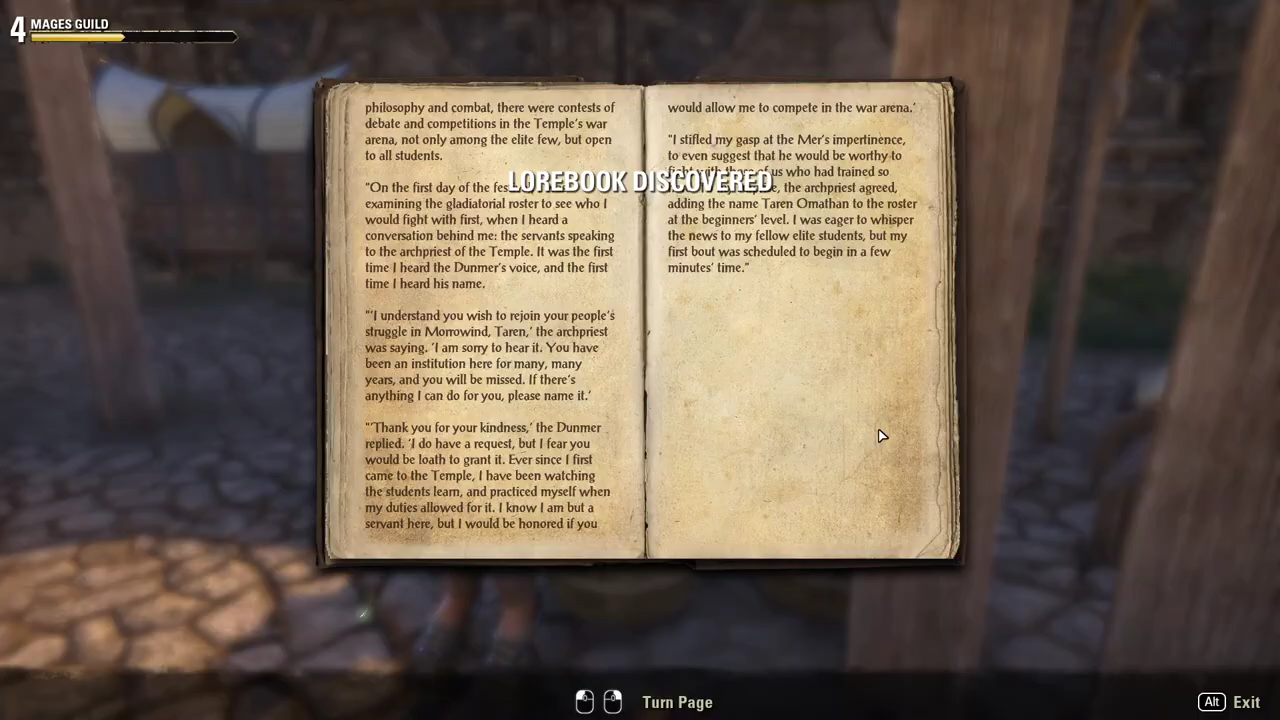 4 MAGES GUILD
philosophy and combat, there were contests of
debate and competitions in the Temple's war
arena, not only among the elite few, but open
to all students.
"On the first day of the
examining the gladiatorial roster to see who I
would fight with first, when I heard a
conversation behind me: the servants speaking
to the archpriest of the Temple. It was the first
time I heard the Dunmer's voice, and the first
time I heard his name.
"'I understand you wish to rejoin your people's
struggle in Morrowind, Taren,' the archpriest
was saying. 'I am sorry to hear it. You have
been an institution here for many, many
years, and you will be missed. If there's
anything I can do for you, please name it.'
"'Thank you for your kindness,' the Dunmer
replied. 'I do have a request, but I fear you
would be loath to grant it. Ever since I first
came to the Temple, I have been watching
the students learn, and practiced myself when
my duties allowed for it. I know I am but a
servant here, but I would be honored if you
would allow me to compete in the war arena.'
"I stifled my gasp at the Mer's impertinence,
to even suggest that he would be worthy to
us who had trained so
LOREBOOK DISCOVERED
, the archpriest agreed,
adding the name Taren Omathan to the roster
at the beginners' level. I was eager to whisper
the news to my fellow elite students, but my
first bout was scheduled to begin in a few
minutes' time."
Turn Page
Alt Exit